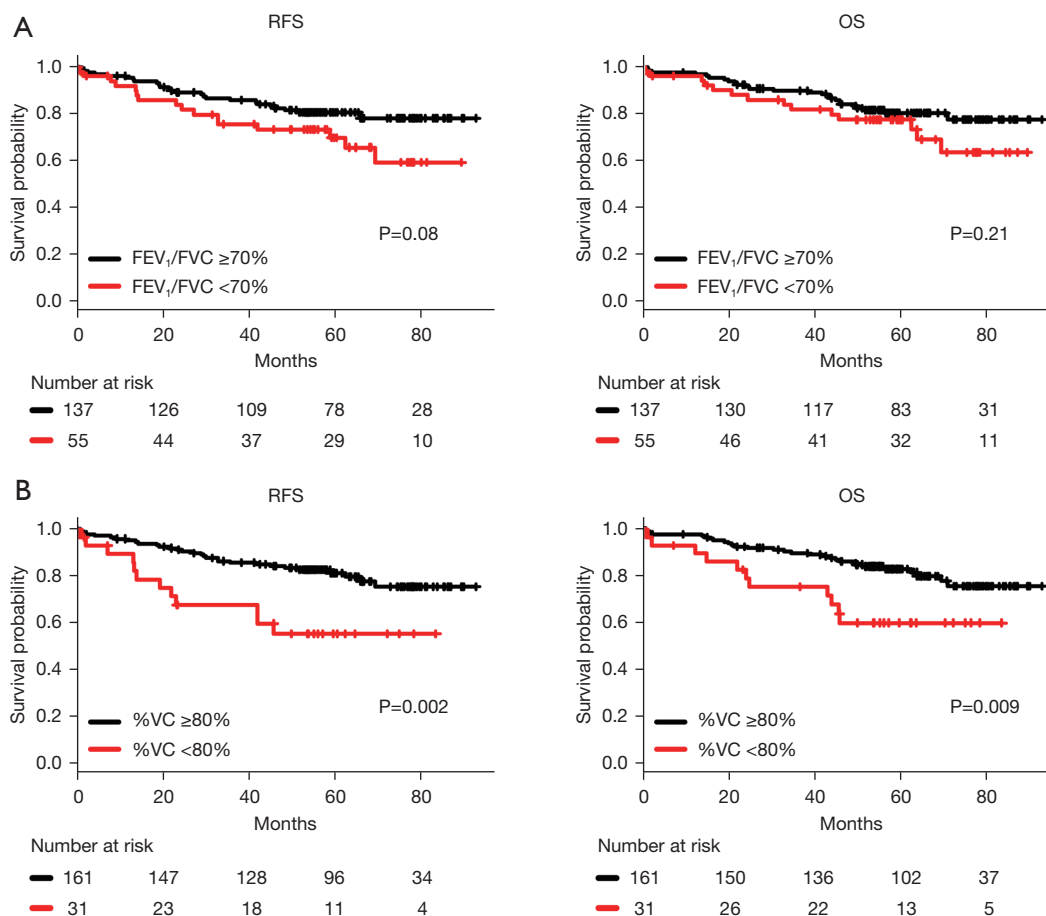 A
RFS
1.0
0.8
0.6
0.4
0.2
0.0
Survival probability
P=0.08
FEV₁/FVC ≥70%
FEV₁/FVC <70%
0 20 40 60 80
Months
Number at risk
137 126 109 78 28
55 44 37 29 10
OS
1.0
0.8
0.6
0.4
0.2
0.0
Survival probability
P=0.21
FEV₁/FVC ≥70%
FEV₁/FVC <70%
0 20 40 60 80
Months
Number at risk
137 130 117 83 31
55 46 41 32 11
B
RFS
1.0
0.8
0.6
0.4
0.2
0.0
Survival probability
P=0.002
%VC ≥80%
%VC <80%
0 20 40 60 80
Months
Number at risk
161 147 128 96 34
31 23 18 11 4
OS
1.0
0.8
0.6
0.4
0.2
0.0
Survival probability
P=0.009
%VC ≥80%
%VC <80%
0 20 40 60 80
Months
Number at risk
161 150 136 102 37
31 26 22 13 5